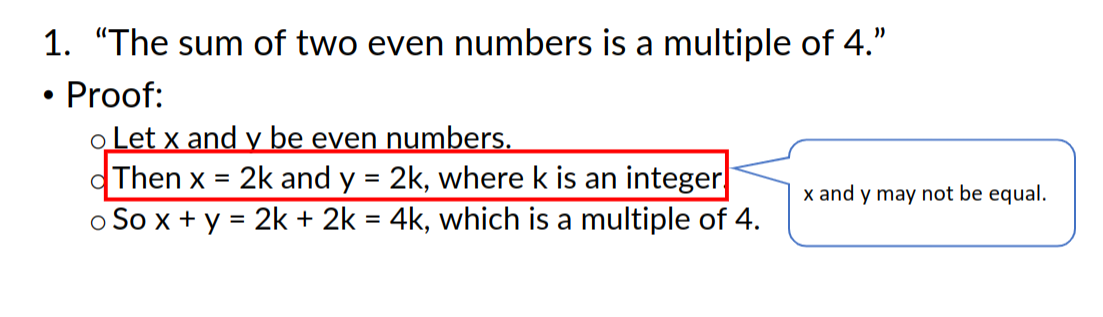 1. “The sum of two even numbers is a multiple of 4.”
• Proof:
o Let x and y be even numbers.
o Then x = 2k and y = 2k, where k is an integer.
x and y may not be equal.
o So x + y = 2k + 2k = 4k, which is a multiple of 4.